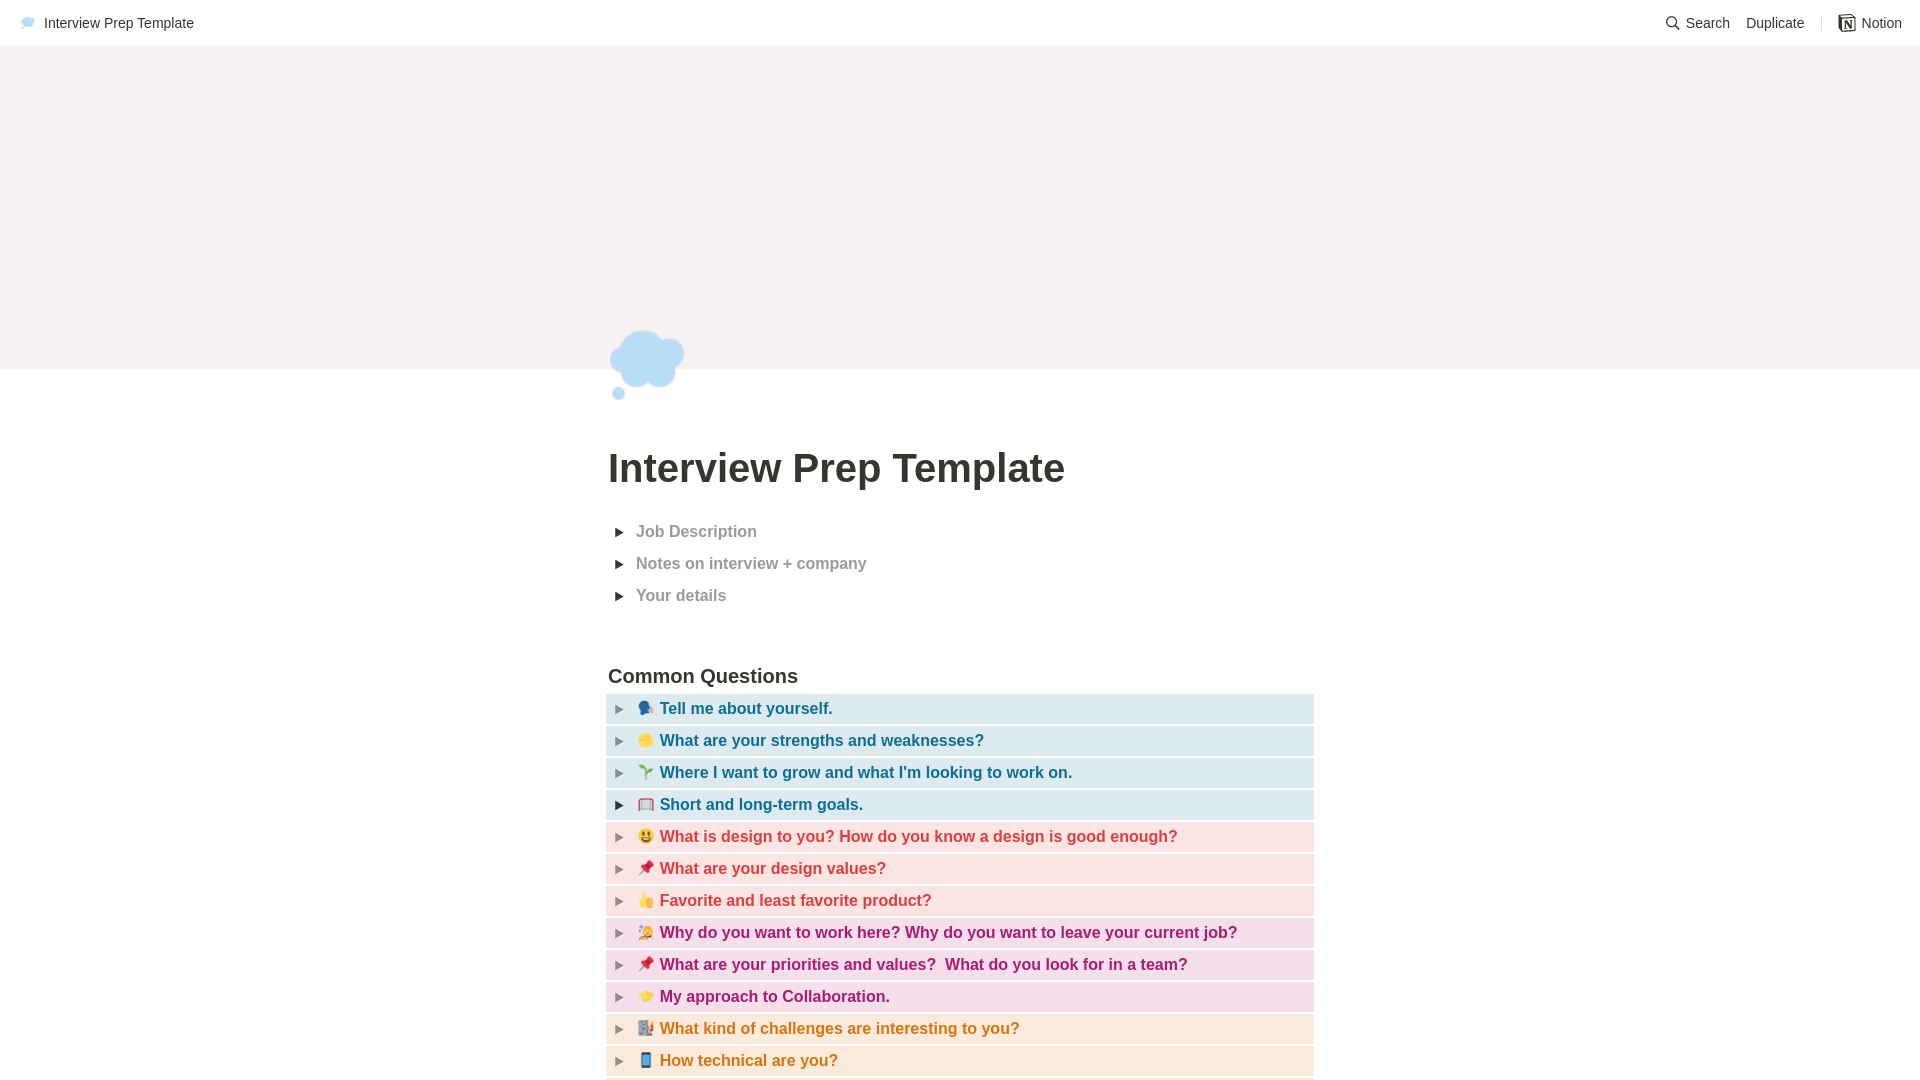 Interview Prep Template
Search Duplicate Notion
Interview Prep Template
Job Description
Notes on interview + company
Your details
Common Questions
Tell me about yourself.
What are your strengths and weaknesses?
Where I want to grow and what I'm looking to work on.
Short and long-term goals.
What is design to you? How do you know a design is good enough?
What are your design values?
Favorite and least favorite product?
Why do you want to work here? Why do you want to leave your current job?
What are your priorities and values?  What do you look for in a team?
My approach to Collaboration.
What kind of challenges are interesting to you?
How technical are you?